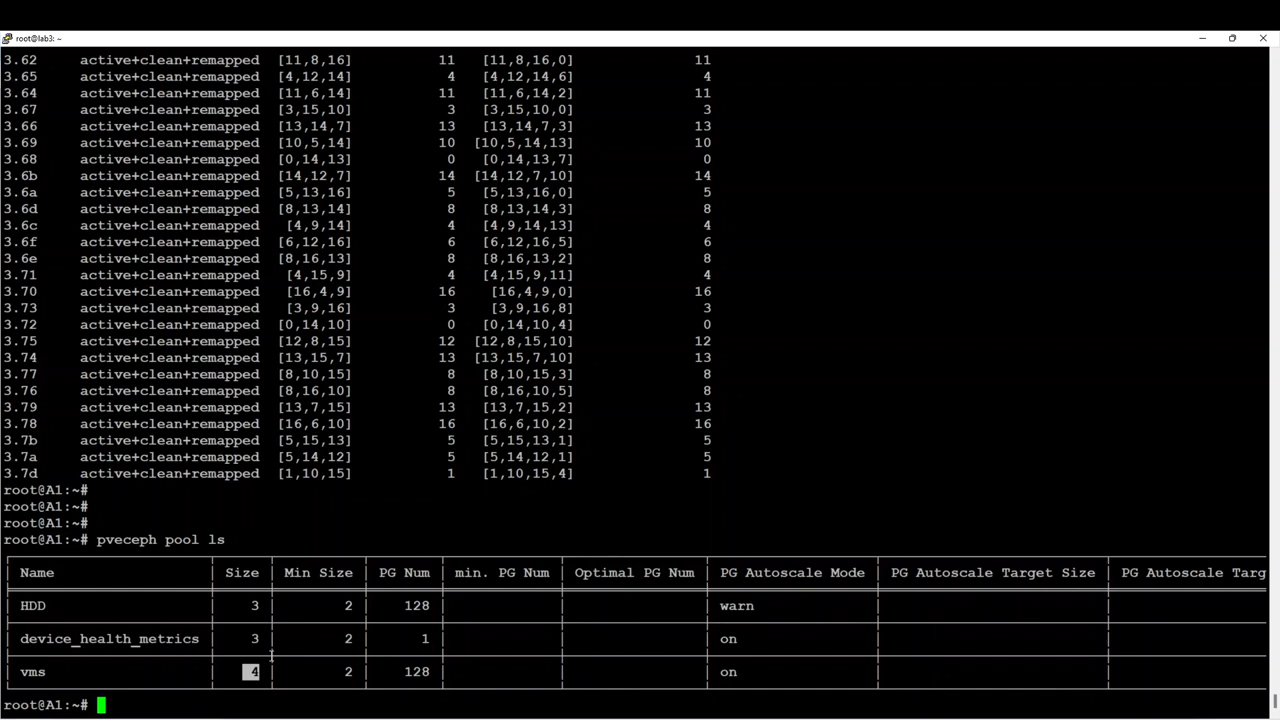 root@lab3: ~
3.62 active+clean+remapped [11,8,16] 11 [11,8,16,0] 11
3.65 active+clean+remapped [4,12,14] 4 [4,12,14,6] 4
3.64 active+clean+remapped [11,6,14] 11 [11,6,14,2] 11
3.67 active+clean+remapped [3,15,10] 3 [3,15,10,0] 3
3.66 active+clean+remapped [13,14,7] 13 [13,14,7,3] 13
3.69 active+clean+remapped [10,5,14] 10 [10,5,14,13] 10
3.68 active+clean+remapped [0,14,13] 0 [0,14,13,7] 0
3.6b active+clean+remapped [14,12,7] 14 [14,12,7,10] 14
3.6a active+clean+remapped [5,13,16] 5 [5,13,16,0] 5
3.6d active+clean+remapped [8,13,14] 8 [8,13,14,3] 8
3.6c active+clean+remapped [4,9,14] 4 [4,9,14,13] 4
3.6f active+clean+remapped [6,12,16] 6 [6,12,16,5] 6
3.6e active+clean+remapped [8,16,13] 8 [8,16,13,2] 8
3.71 active+clean+remapped [4,15,9] 4 [4,15,9,11] 4
3.70 active+clean+remapped [16,4,9] 16 [16,4,9,0] 16
3.73 active+clean+remapped [3,9,16] 3 [3,9,16,8] 3
3.72 active+clean+remapped [0,14,10] 0 [0,14,10,4] 0
3.75 active+clean+remapped [12,8,15] 12 [12,8,15,10] 12
3.74 active+clean+remapped [13,15,7] 13 [13,15,7,10] 13
3.77 active+clean+remapped [8,10,15] 8 [8,10,15,3] 8
3.76 active+clean+remapped [8,16,10] 8 [8,16,10,5] 8
3.79 active+clean+remapped [13,7,15] 13 [13,7,15,2] 13
3.78 active+clean+remapped [16,6,10] 16 [16,6,10,2] 16
3.7b active+clean+remapped [5,15,13] 5 [5,15,13,1] 5
3.7a active+clean+remapped [5,14,12] 5 [5,14,12,1] 5
3.7d active+clean+remapped [1,10,15] 1 [1,10,15,4] 1
root@A1:~#
root@A1:~#
root@A1:~#
root@A1:~# pveceph pool ls
Name Size Min Size PG Num min. PG Num Optimal PG Num PG Autoscale Mode PG Autoscale Target Size PG Autoscale Targ
HDD 3 2 128 warn
device_health_metrics 3 2 1 on
vms 4 2 128 on
root@A1:~#